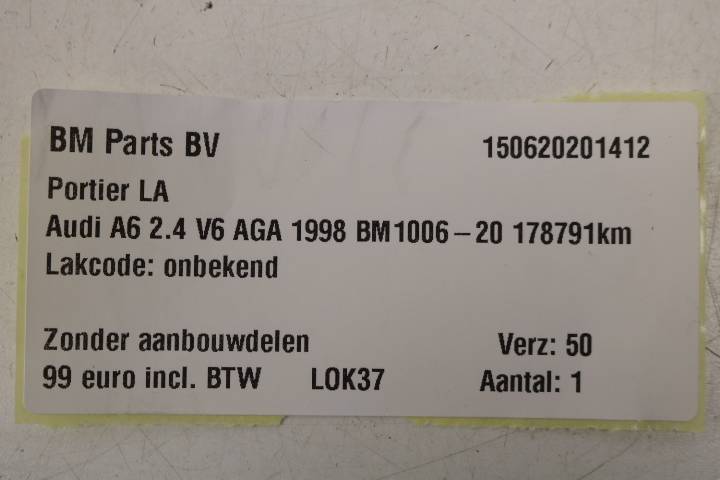 BM Parts BV 150620201412
Portier LA
Audi A6 2.4 V6 AGA 1998 BM1006-20 178791km
Lakcode: onbekend
Zonder aanbouwdelen Verz: 50
99 euro incl. BTW LOK37 Aantal: 1